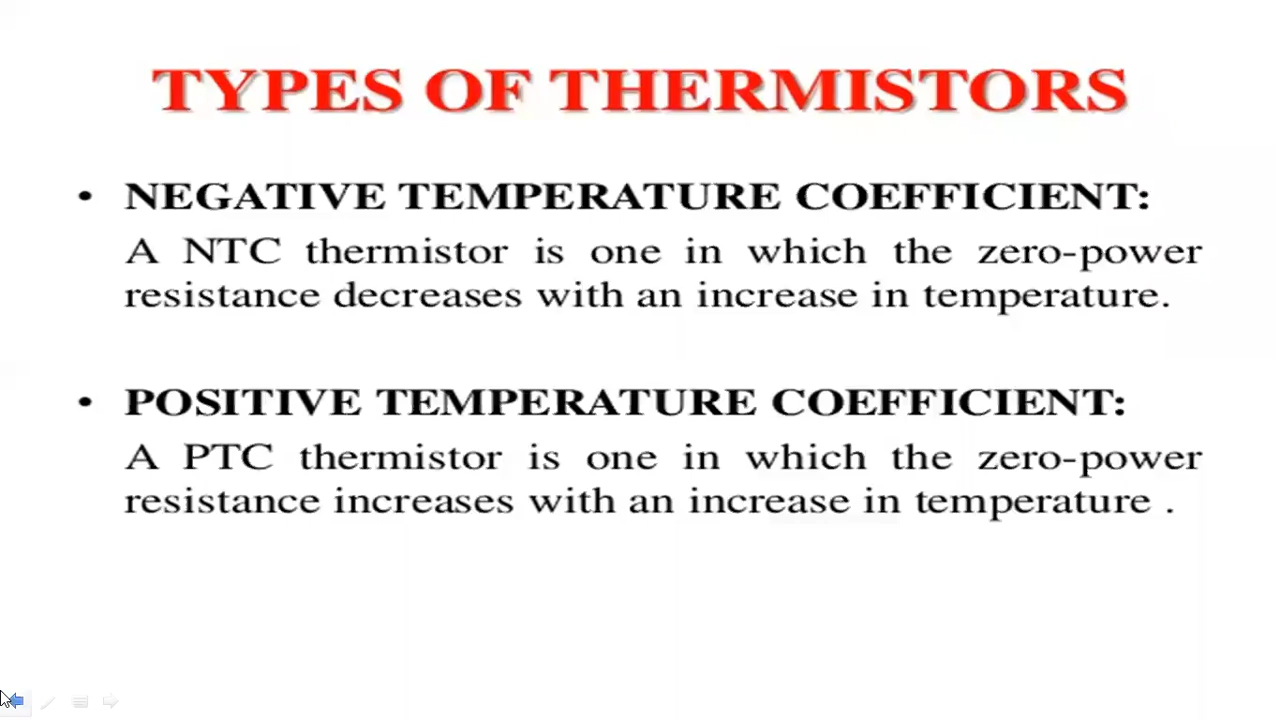 TYPES OF THERMISTORS
• NEGATIVE TEMPERATURE COEFFICIENT:
A NTC thermistor is one in which the zero-power
resistance decreases with an increase in temperature.
• POSITIVE TEMPERATURE COEFFICIENT:
A PTC thermistor is one in which the zero-power
resistance increases with an increase in temperature .